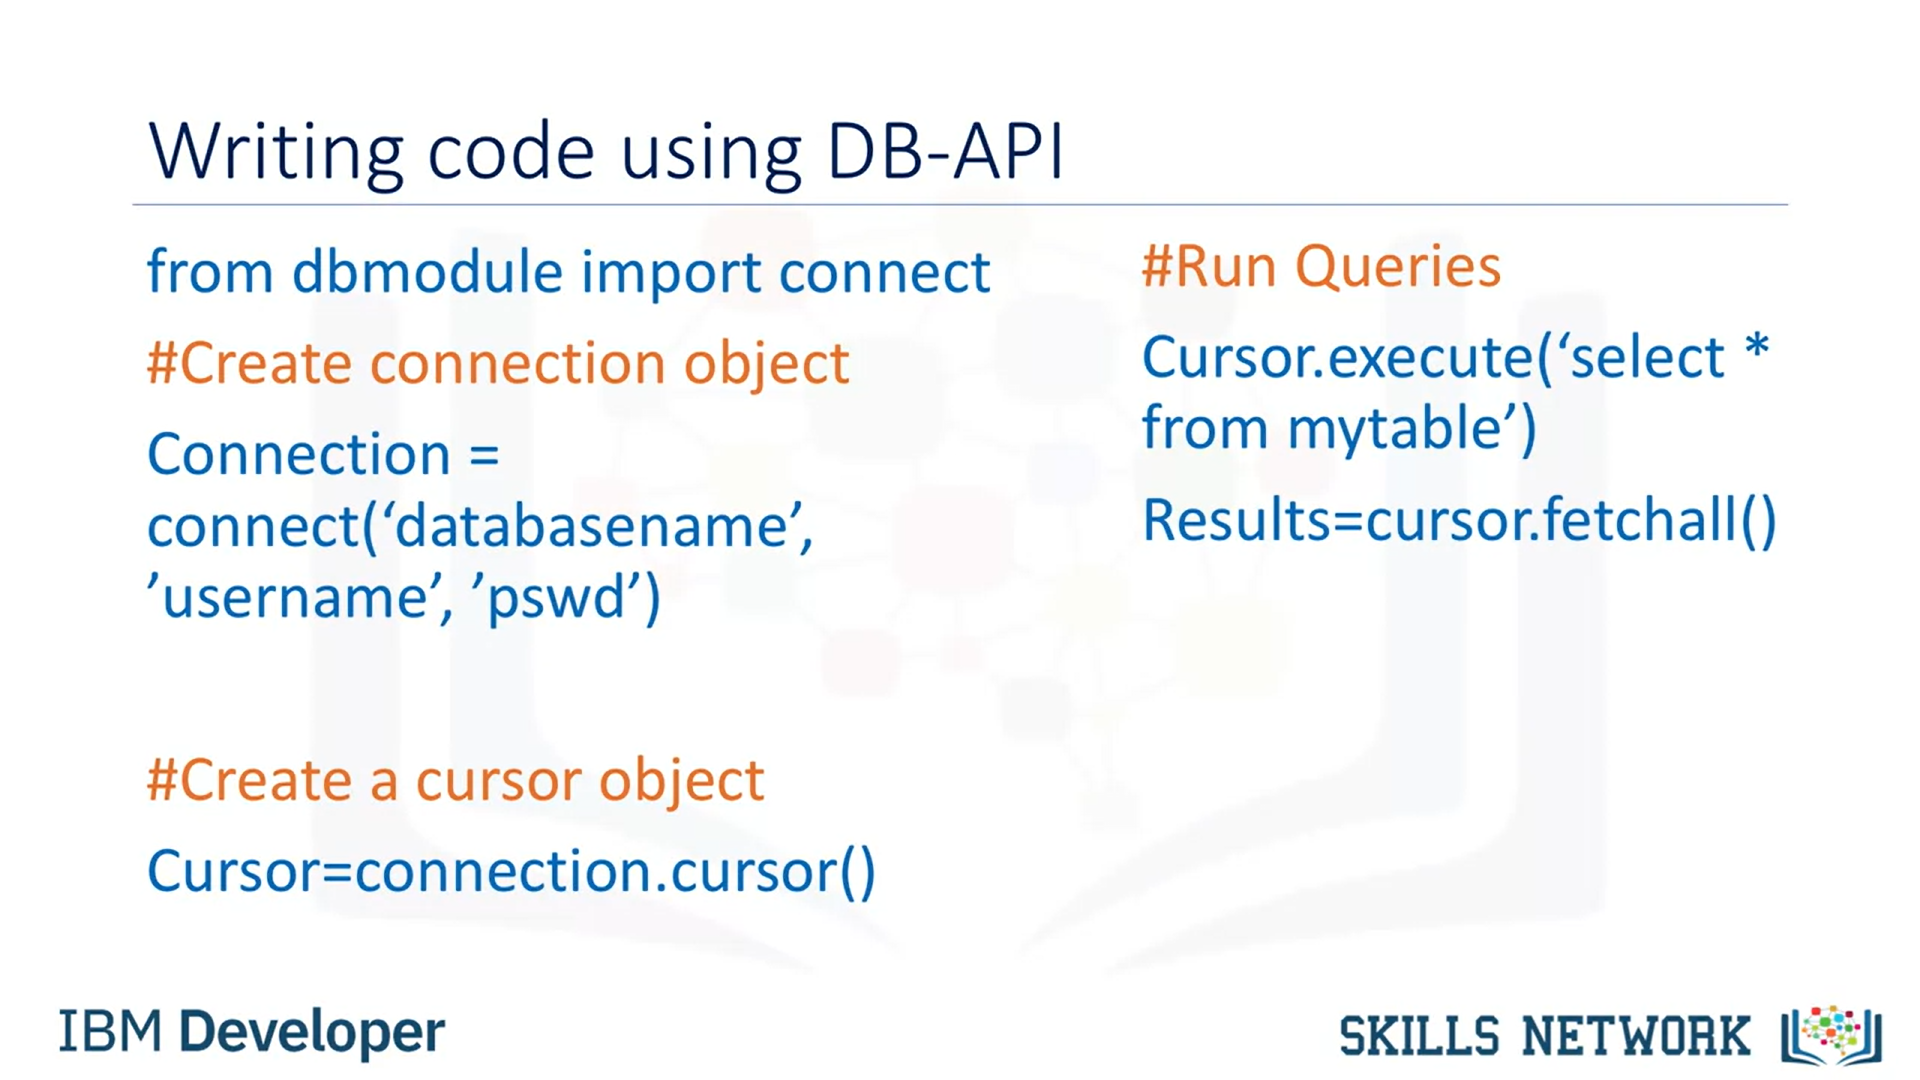 Writing code using DB-API
from dbmodule import connect
#Create connection object
Connection =
connect(‘databasename’,
’username’, ’pswd’)
#Create a cursor object
Cursor=connection.cursor()
#Run Queries
Cursor.execute(‘select *
from mytable’)
Results=cursor.fetchall()
IBM Developer
SKILLS NETWORK